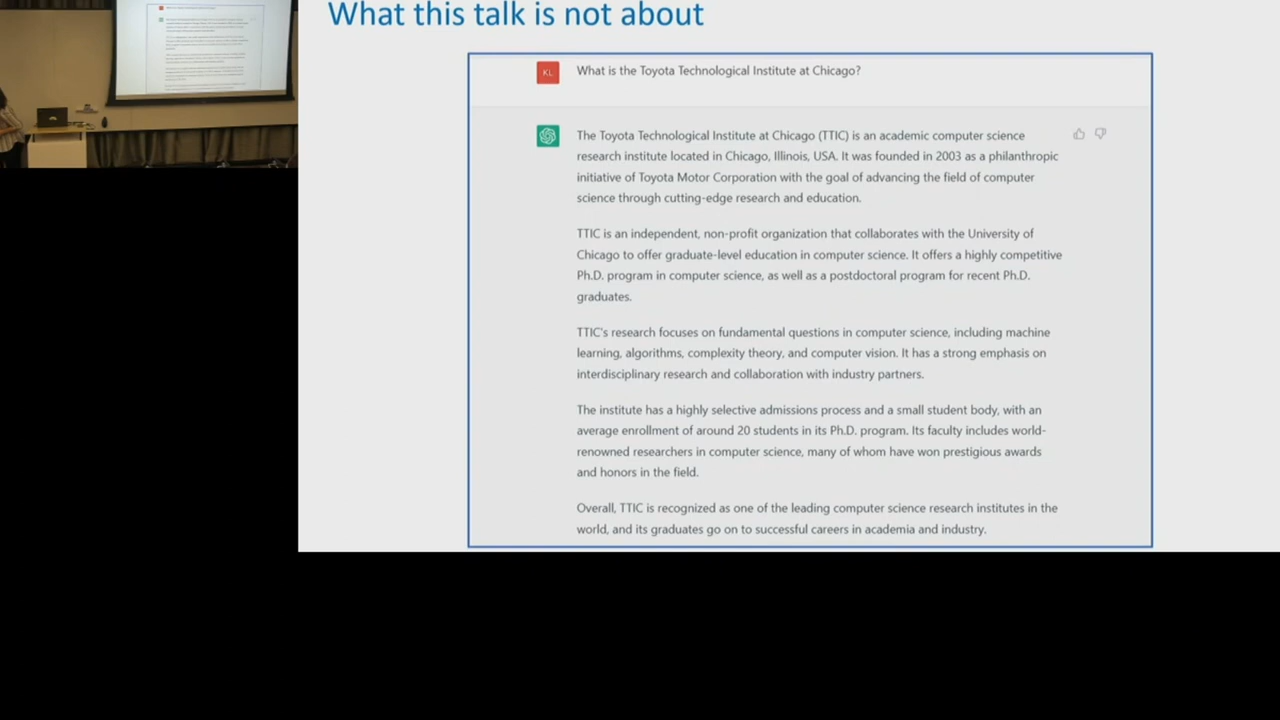 What this talk is not about
KL
What is the Toyota Technological Institute at Chicago?
The Toyota Technological Institute at Chicago (TTIC) is an academic computer science
research institute located in Chicago, Illinois, USA. It was founded in 2003 as a philanthropic
initiative of Toyota Motor Corporation with the goal of advancing the field of computer
science through cutting-edge research and education.
TTIC is an independent, non-profit organization that collaborates with the University of
Chicago to offer graduate-level education in computer science. It offers a highly competitive
Ph.D. program in computer science, as well as a postdoctoral program for recent Ph.D.
graduates.
TTIC's research focuses on fundamental questions in computer science, including machine
learning, algorithms, complexity theory, and computer vision. It has a strong emphasis on
interdisciplinary research and collaboration with industry partners.
The institute has a highly selective admissions process and a small student body, with an
average enrollment of around 20 students in its Ph.D. program. Its faculty includes world-
renowned researchers in computer science, many of whom have won prestigious awards
and honors in the field.
Overall, TTIC is recognized as one of the leading computer science research institutes in the
world, and its graduates go on to successful careers in academia and industry.